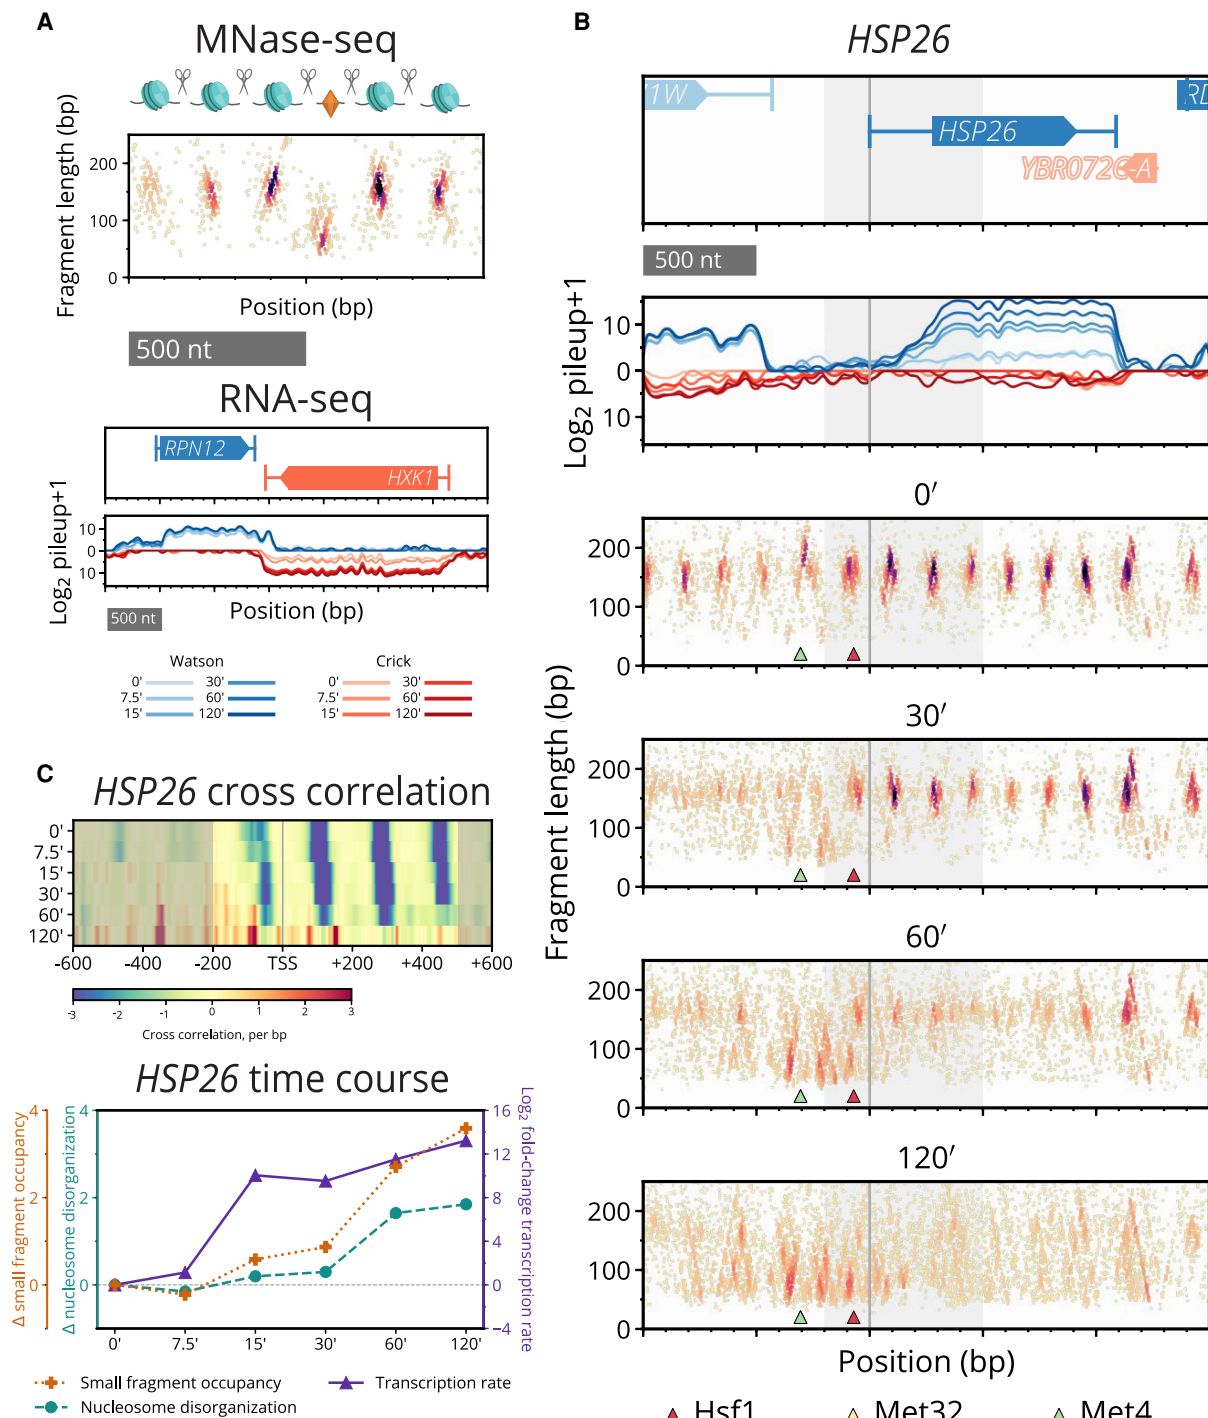 A
MNase-seq
Fragment length (bp)
200
100
0
Position (bp)
500 nt
RNA-seq
RPN12
HXK1
Log₂ pileup+1
10
0
10
Position (bp)
500 nt
Watson
Crick
0'
30'
0'
30'
7.5'
60'
7.5'
60'
15'
120'
15'
120'
B
HSP26
1W
HSP26
RD
YBR072C-A
500 nt
Log₂ pileup+1
10
0
10
Fragment length (bp)
0′
200
100
0
30′
200
100
0
60′
200
100
0
120′
200
100
0
Position (bp)
Hsf1
Met32
Met4
C
HSP26 cross correlation
0'
7.5'
15'
30'
60'
120'
-600
-400
-200
TSS
+200
+400
+600
-3
-2
-1
0
1
2
3
Cross correlation, per bp
HSP26 time course
Δ small fragment occupancy
4
2
0
Δ nucleosome disorganization
4
2
0
Log₂ fold-change transcription rate
16
12
8
4
0
−4
0'
7.5'
15'
30'
60'
120'
Small fragment occupancy
Transcription rate
Nucleosome disorganization